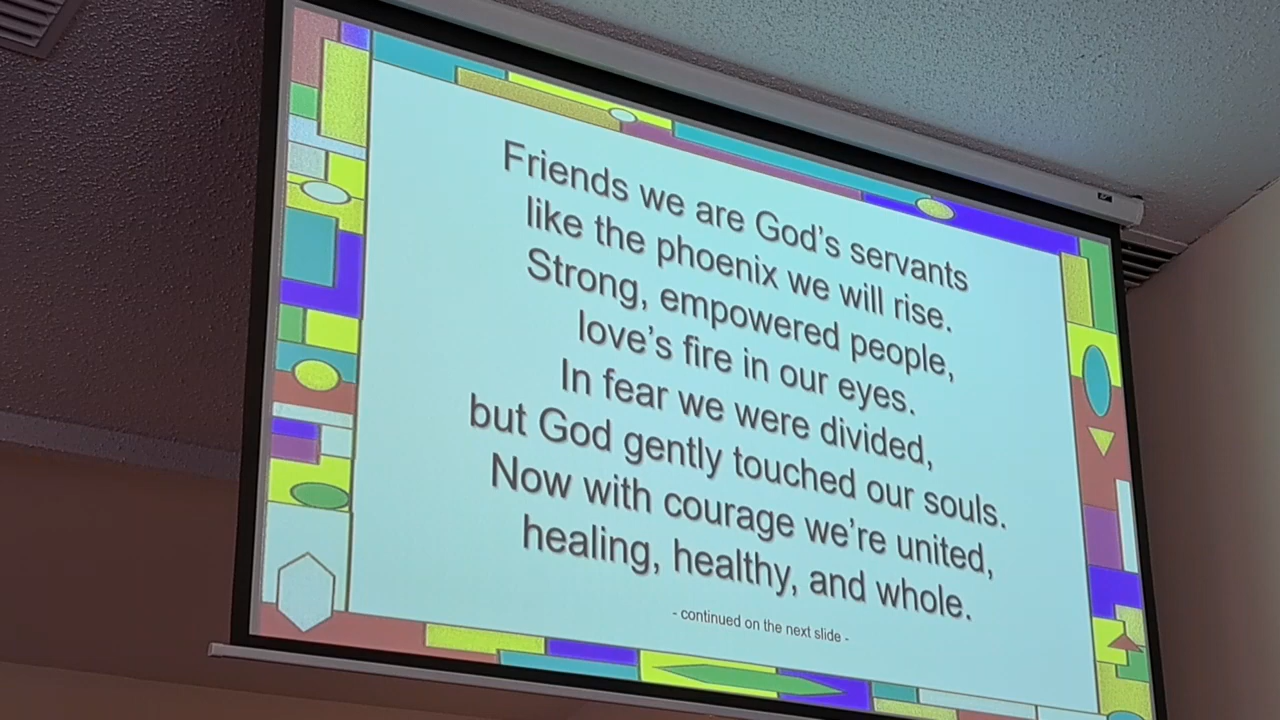 Friends we are God's servants
like the phoenix we will rise.
Strong, empowered people,
love's fire in our eyes.
In fear we were divided,
but God gently touched our souls.
Now with courage we're united,
healing, healthy, and whole.
- continued on the next slide -